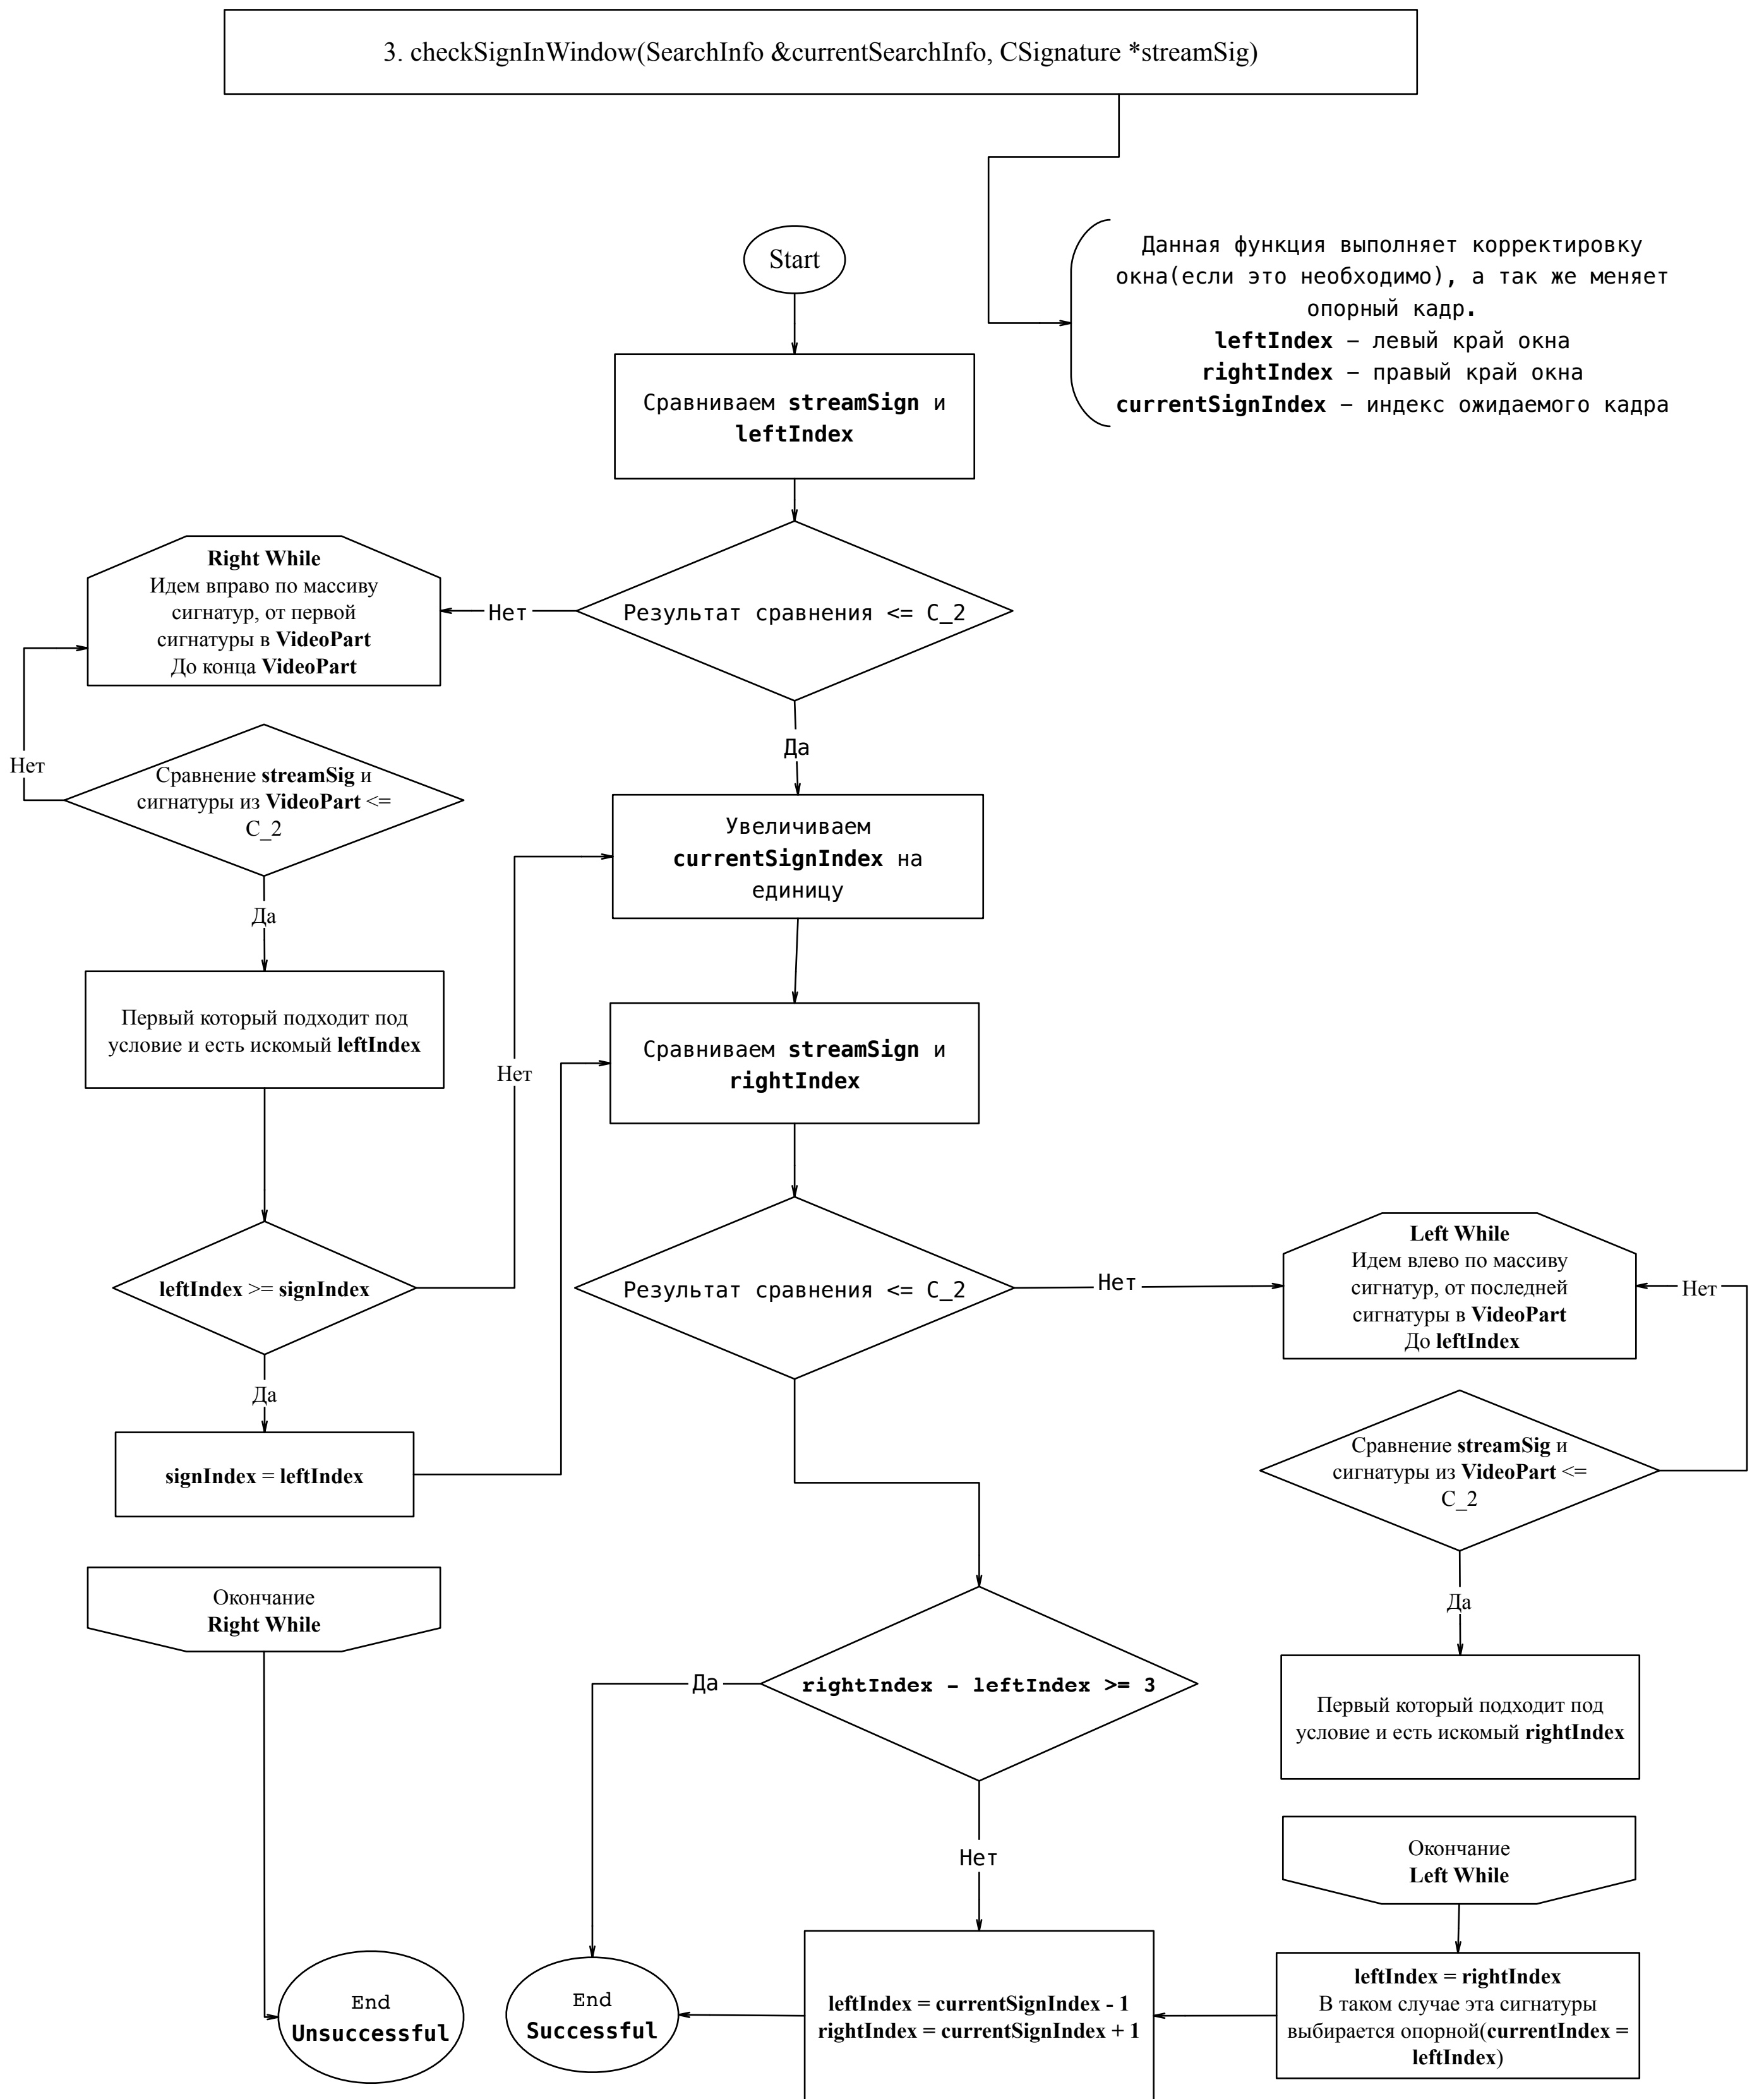 3. checkSignInWindow(SearchInfo &currentSearchInfo, CSignature *streamSig)
Start
Данная функция выполняет корректировку
окна(если это необходимо), а так же меняет
опорный кадр.
leftIndex – левый край окна
rightIndex – правый край окна
currentSignIndex – индекс ожидаемого кадра
Сравниваем streamSign и
leftIndex
Результат сравнения <= C_2
Нет
Right While
Идем вправо по массиву
сигнатур, от первой
сигнатуры в VideoPart
До конца VideoPart
Да
Нет
Сравнение streamSig и
сигнатуры из VideoPart <=
C_2
Увеличиваем
currentSignIndex на
единицу
Да
Первый который подходит под
условие и есть искомый leftIndex
Нет
Сравниваем streamSign и
rightIndex
leftIndex >= signIndex
Результат сравнения <= C_2
Нет
Left While
Идем влево по массиву
сигнатур, от последней
сигнатуры в VideoPart
До leftIndex
Нет
Да
signIndex = leftIndex
Сравнение streamSig и
сигнатуры из VideoPart <=
C_2
Окончание
Right While
Да
Да
rightIndex – leftIndex >= 3
Первый который подходит под
условие и есть искомый rightIndex
Нет
Окончание
Left While
End
Unsuccessful
End
Successful
leftIndex = currentSignIndex - 1
rightIndex = currentSignIndex + 1
leftIndex = rightIndex
В таком случае эта сигнатуры
выбирается опорной(currentIndex =
leftIndex)